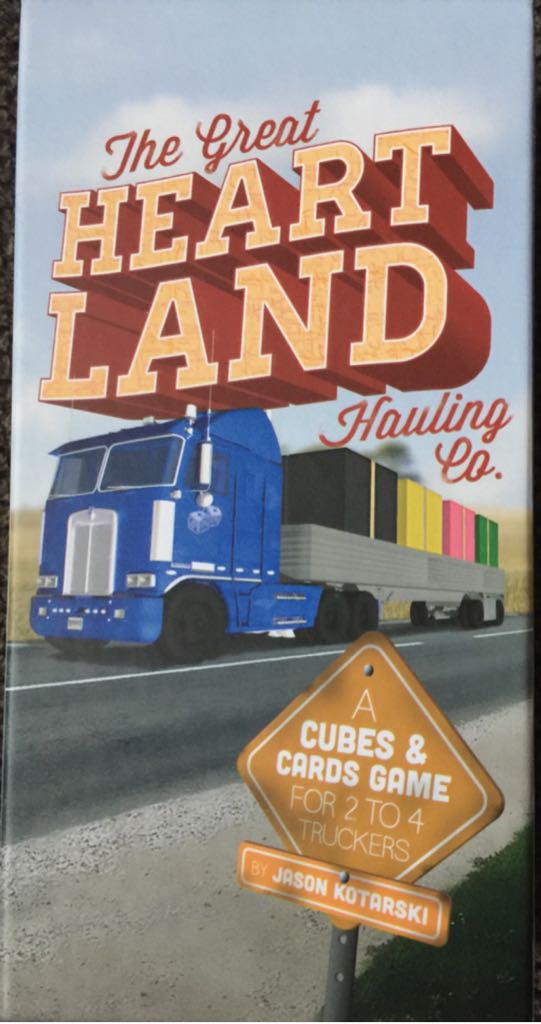 The Great
HEART
LAND
Hauling
Co.
A
CUBES &
CARDS GAME
FOR 2 TO 4
TRUCKERS
BY JASON KOTARSKI